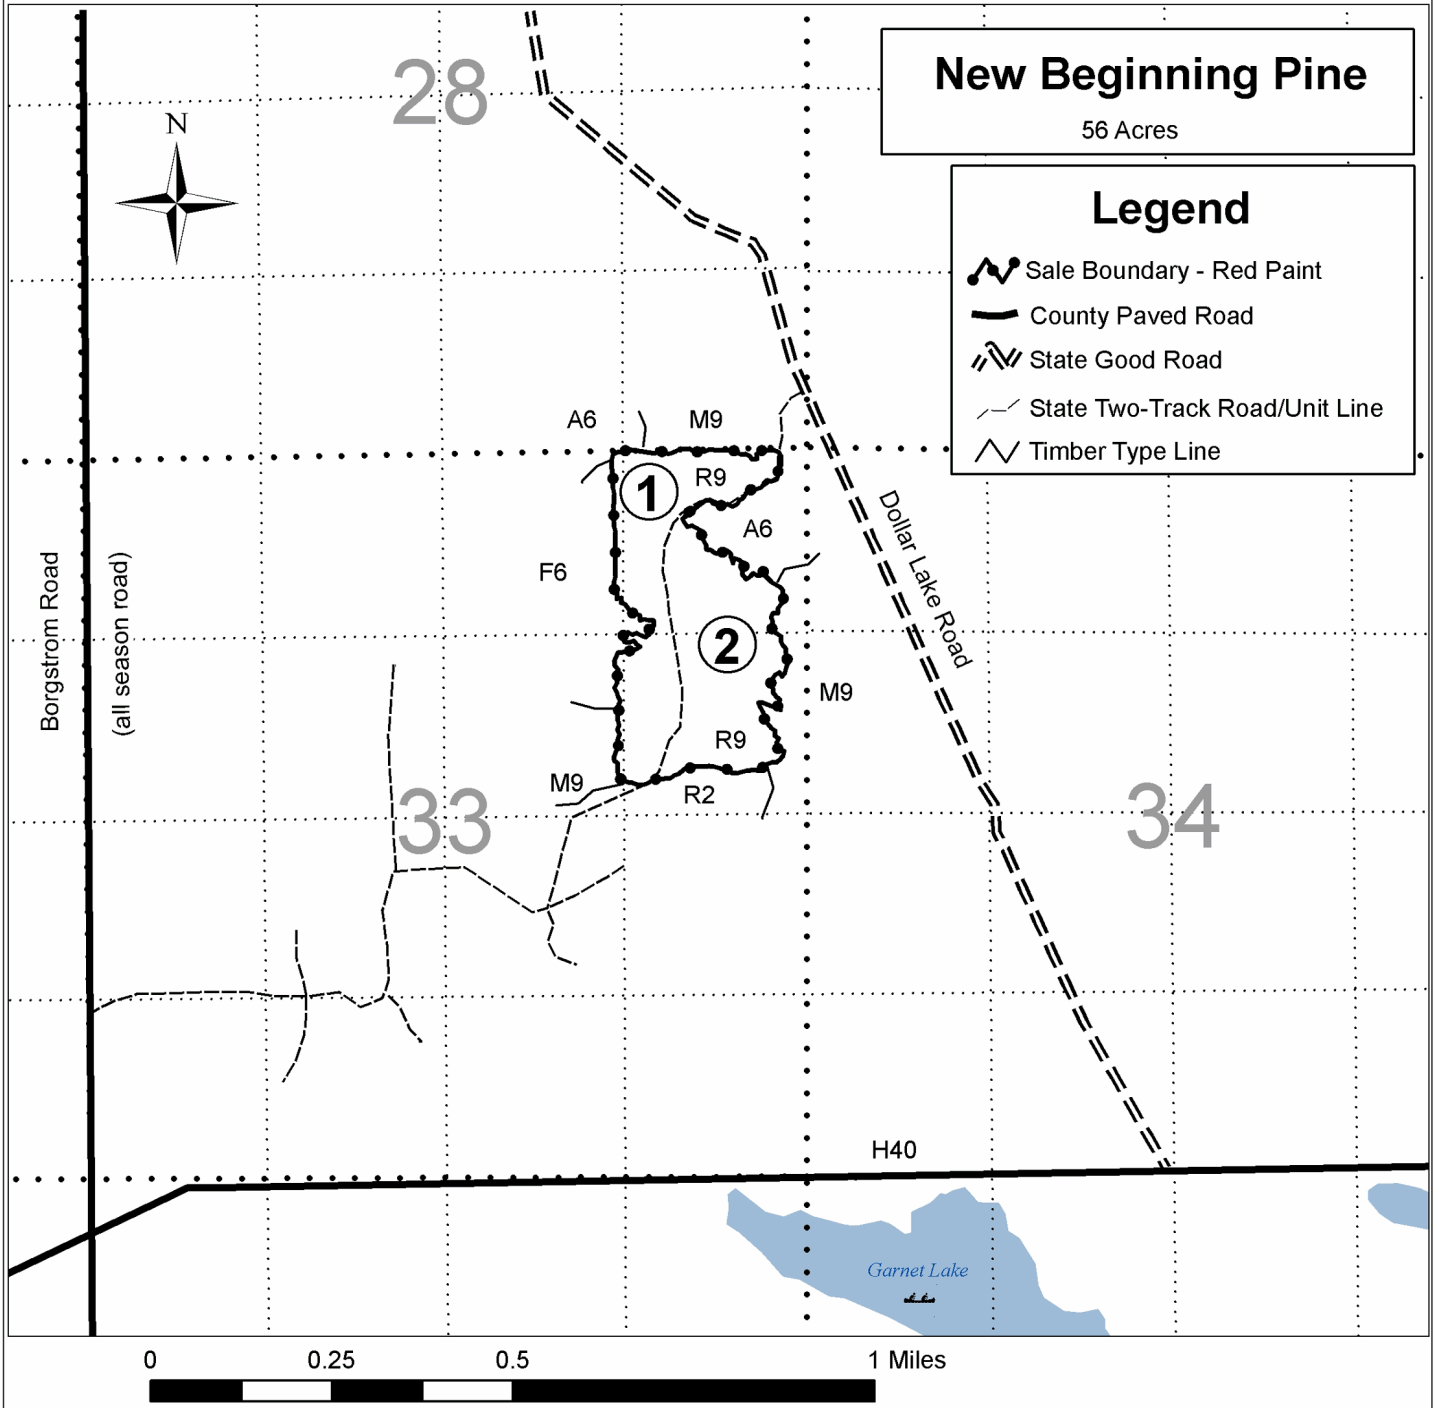 28
New Beginning Pine
56 Acres
N
Legend
Sale Boundary - Red Paint
County Paved Road
State Good Road
State Two-Track Road/Unit Line
Timber Type Line
A6
M9
R9
1
A6
F6
Dollar Lake Road
Borgstrom Road
(all season road)
2
M9
R9
M9
R2
33
34
H40
Garnet Lake
0
0.25
0.5
1 Miles